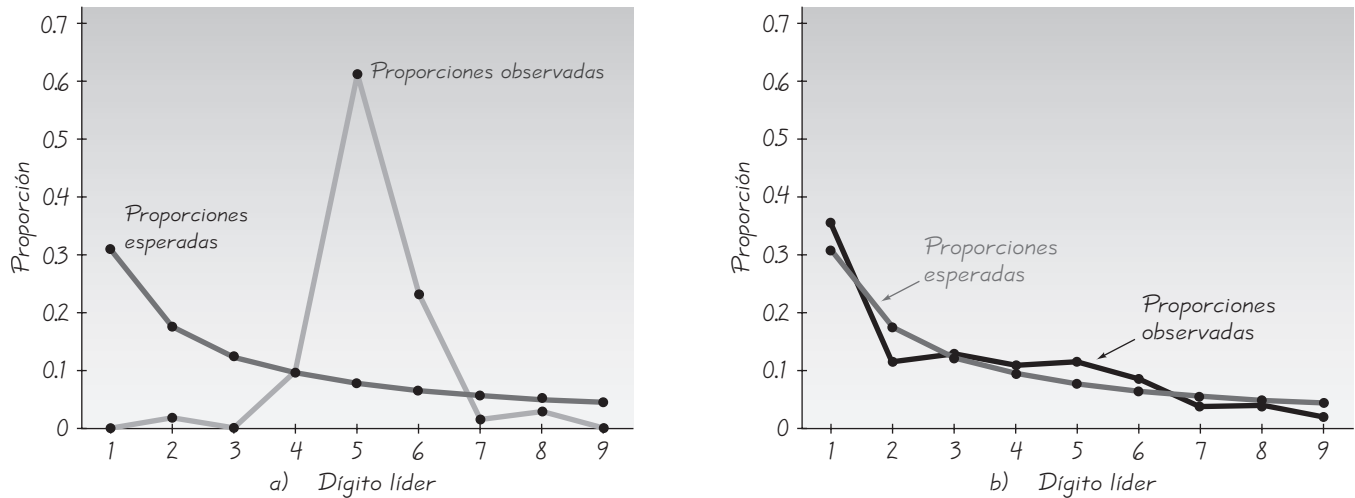 0.7
0.6
0.5
0.4
0.3
0.2
0.1
0
Proporción
Proporciones observadas
Proporciones
esperadas
1 2 3 4 5 6 7 8 9
a) Dígito líder
0.7
0.6
0.5
0.4
0.3
0.2
0.1
0
Proporción
Proporciones
esperadas
Proporciones
observadas
1 2 3 4 5 6 7 8 9
b) Dígito líder